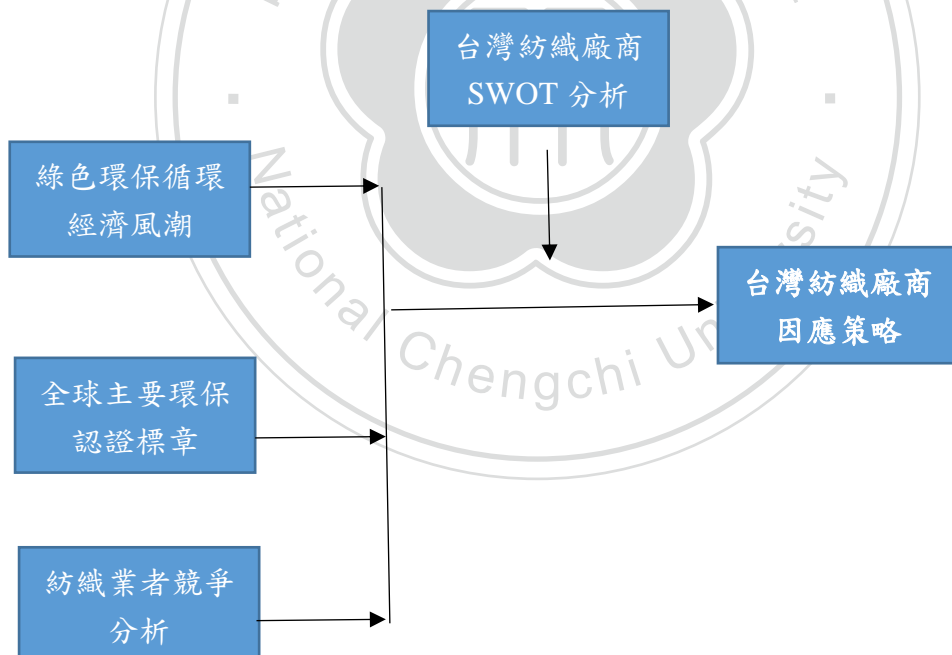 台灣紡織廠商
SWOT 分析
綠色環保循環
經濟風潮
台灣紡織廠商
因應策略
全球主要環保
認證標章
紡織業者競爭
分析
National Chengchi